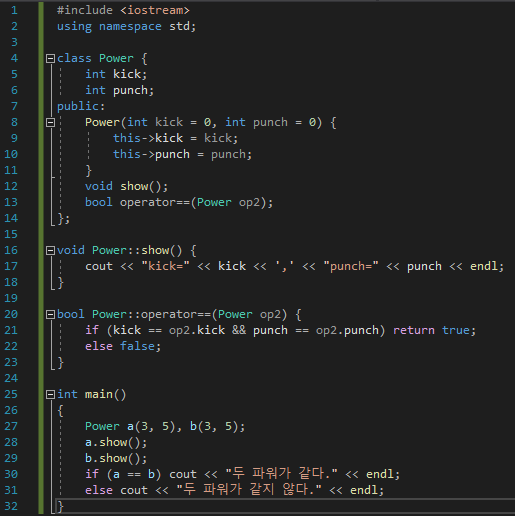 1 #include <iostream>
2 using namespace std;
3
4 class Power {
5     int kick;
6     int punch;
7 public:
8     Power(int kick = 0, int punch = 0) {
9         this->kick = kick;
10         this->punch = punch;
11     }
12     void show();
13     bool operator==(Power op2);
14 };
15
16 void Power::show() {
17     cout << "kick=" << kick << ',' << "punch=" << punch << endl;
18 }
19
20 bool Power::operator==(Power op2) {
21     if (kick == op2.kick && punch == op2.punch) return true;
22     else false;
23 }
24
25 int main()
26 {
27     Power a(3, 5), b(3, 5);
28     a.show();
29     b.show();
30     if (a == b) cout << "두 파워가 같다." << endl;
31     else cout << "두 파워가 같지 않다." << endl;
32 }